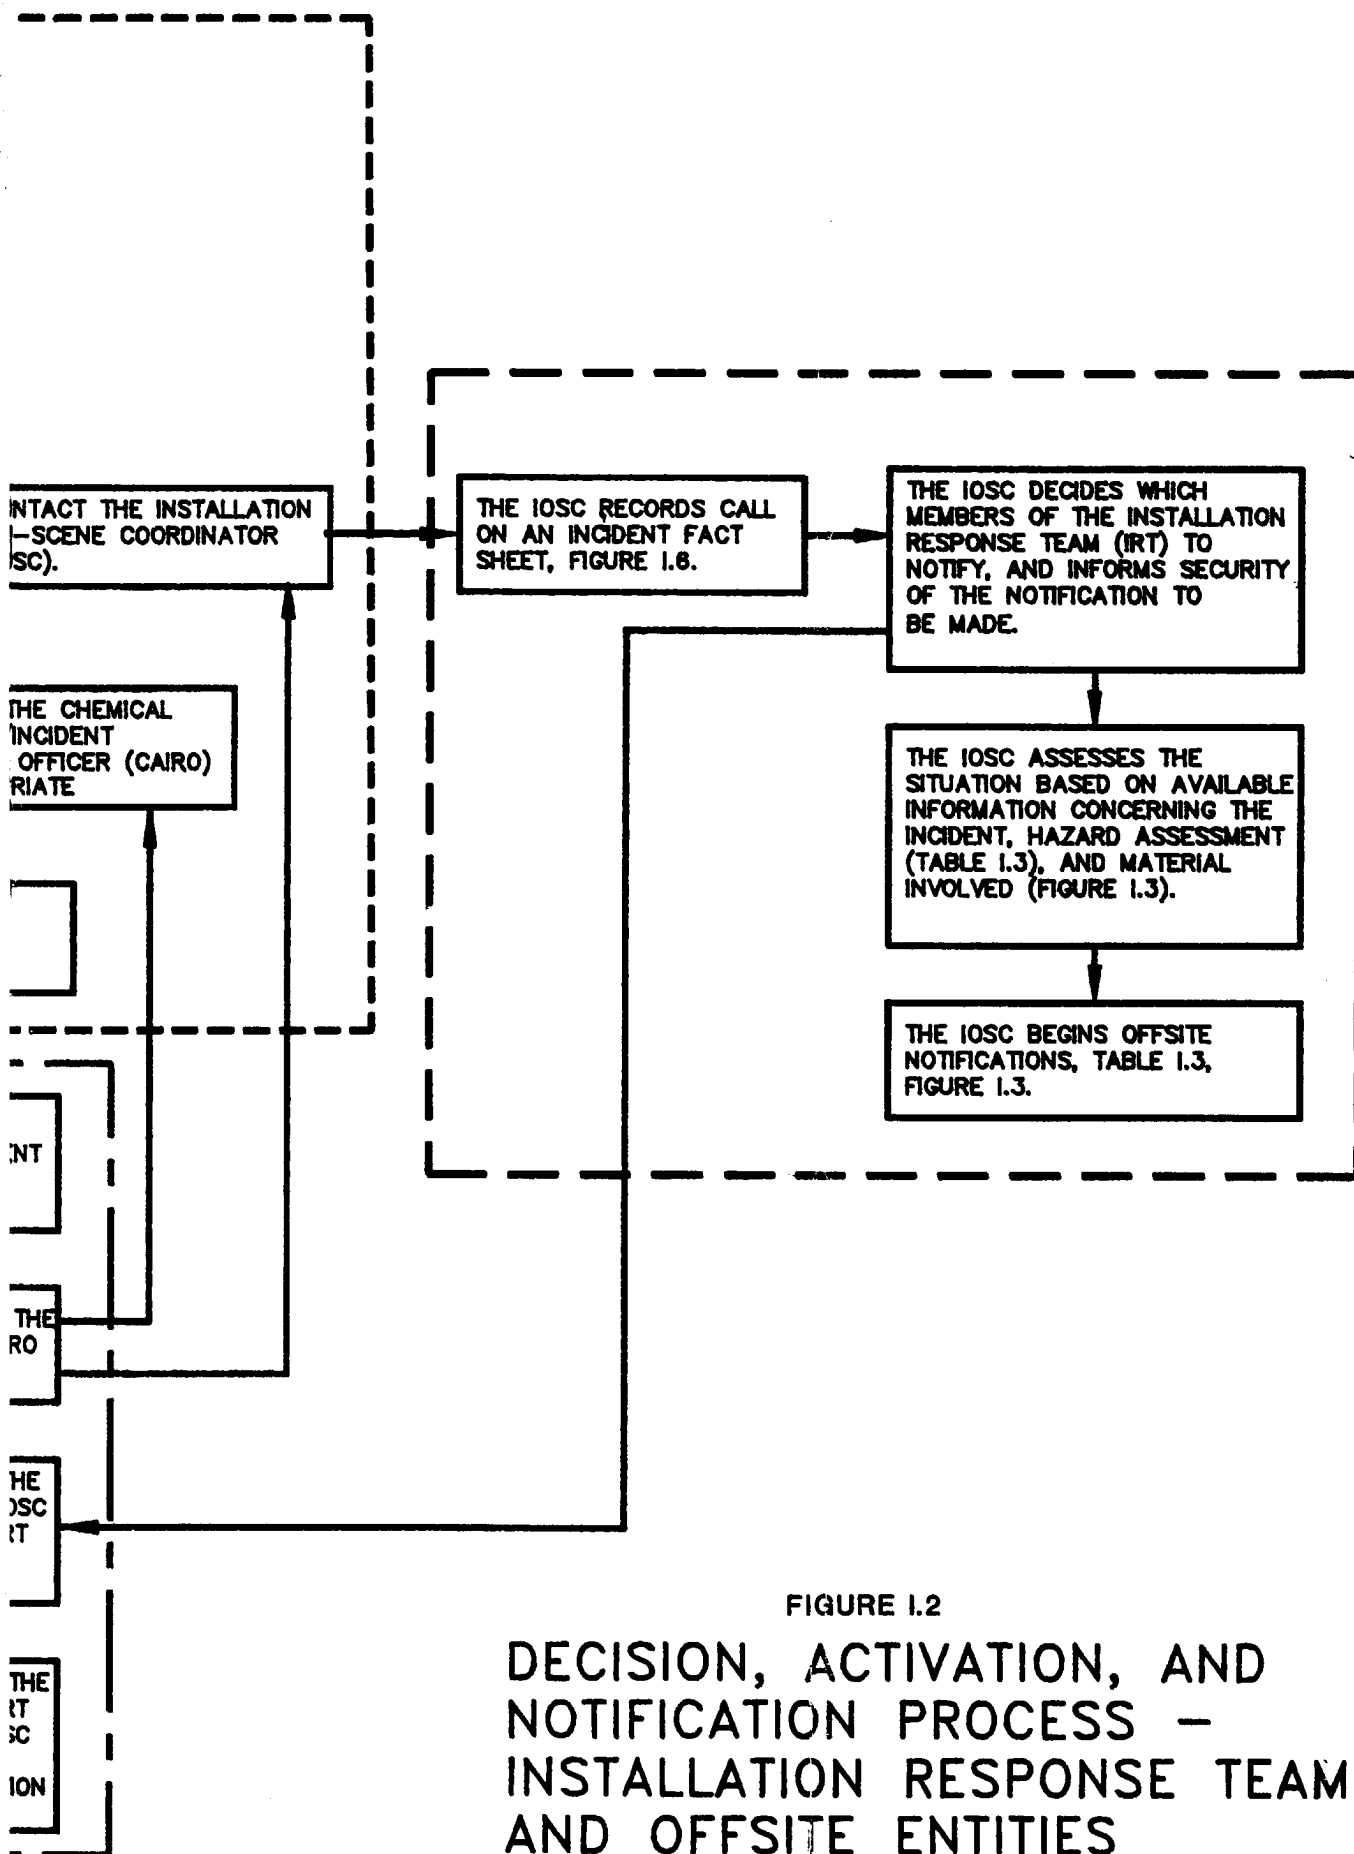 THE INSTALLATION
-SCENE COORDINATOR
THE IOSC RECORDS CALL
ON AN INCIDENT FACT
SHEET, FIGURE I.6.
THE IOSC DECIDES WHICH
MEMBERS OF THE INSTALLATION
RESPONSE TEAM (IRT) TO
NOTIFY, AND INFORMS SECURITY
OF THE NOTIFICATION TO
BE MADE.
THE CHEMICAL
INCIDENT
OFFICER (CAIRO)
RIATE
THE IOSC ASSESSES THE
SITUATION BASED ON AVAILABLE
INFORMATION CONCERNING THE
INCIDENT, HAZARD ASSESSMENT
(TABLE I.3), AND MATERIAL
INVOLVED (FIGURE I.3).
THE IOSC BEGINS OFFSITE
NOTIFICATIONS, TABLE I.3,
FIGURE I.3.
NT
THE
RO
HE
OSC
RT
THE
RT
SC
ION
FIGURE I.2
DECISION, ACTIVATION, AND
NOTIFICATION PROCESS –
INSTALLATION RESPONSE TEAM
AND OFFSITE ENTITIES